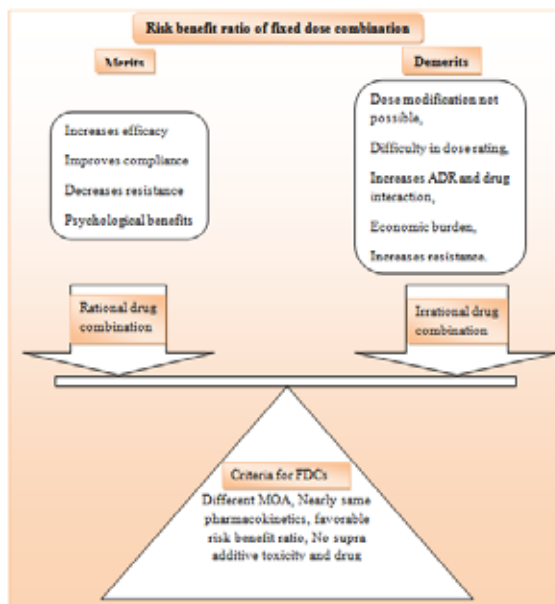 Risk benefit ratio of fixed dose combination
Merits
Increases efficacy
Improves compliance
Decreases resistance
Psychological benefits
Rational drug
combination
Demerits
Dose modification not
possible,
Difficulty in dose rating,
Increases ADR and drug
interaction,
Economic burden,
Increases resistance.
Irrational drug
combination
Criteria for FDCs
Different MOA, Nearly same
pharmacokinetics, favorable
risk benefit ratio, No supra
additive toxicity and drug